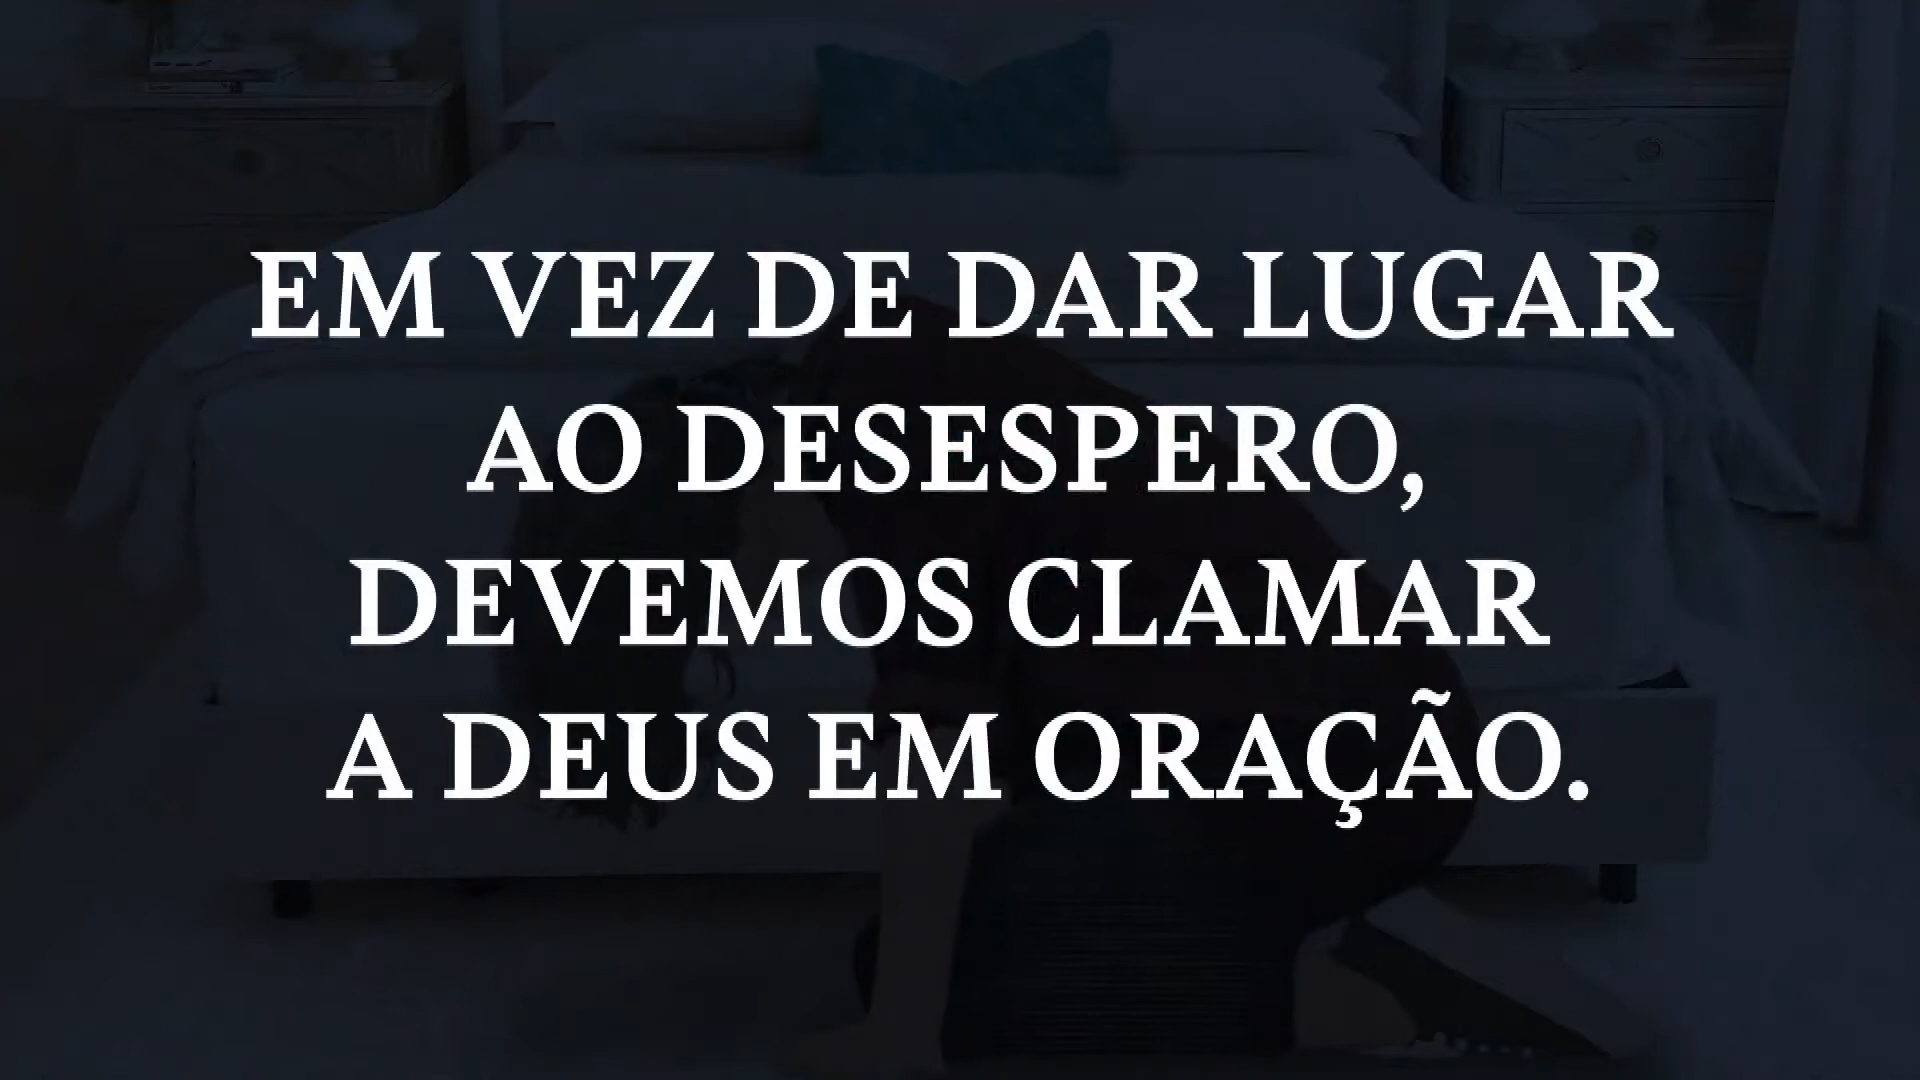 EM VEZ DE DAR LUGAR
AO DESESPERO,
DEVEMOS CLAMAR
A DEUS EM ORAÇÃO.